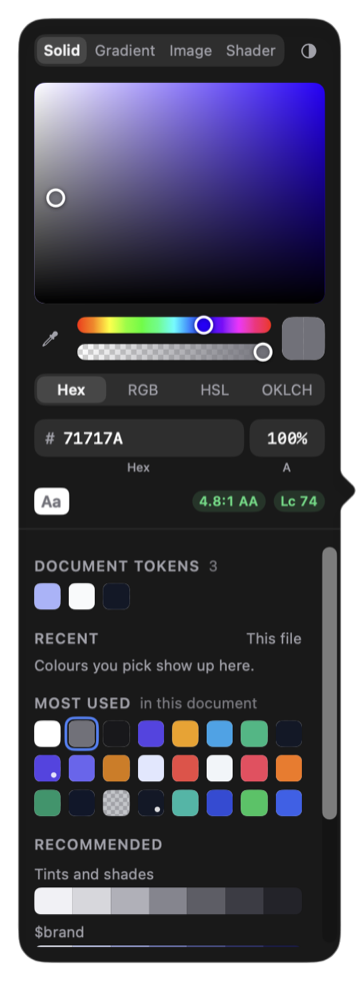 Solid Gradient Image Shader
Hex RGB HSL OKLCH
# 71717A 100%
Hex A
Aa 4.8:1 AA Lc 74
DOCUMENT TOKENS 3
RECENT This file
Colours you pick show up here.
MOST USED in this document
RECOMMENDED
Tints and shades
$brand